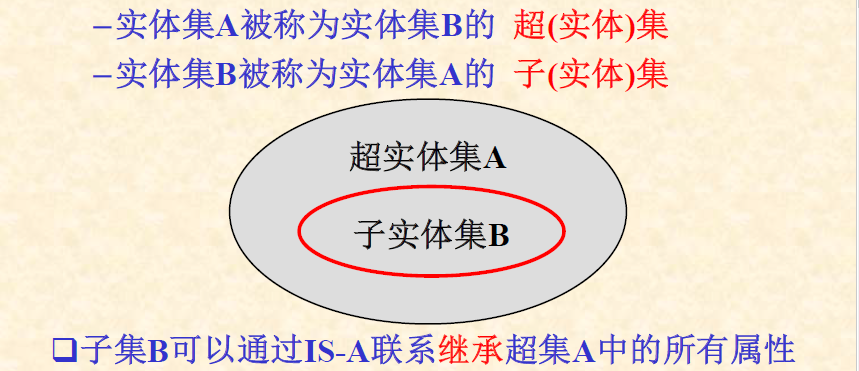 –实体集A被称为实体集B的 超(实体)集
–实体集B被称为实体集A的 子(实体)集
超实体集A
子实体集B
❑子集B可以通过IS-A联系继承超集A中的所有属性